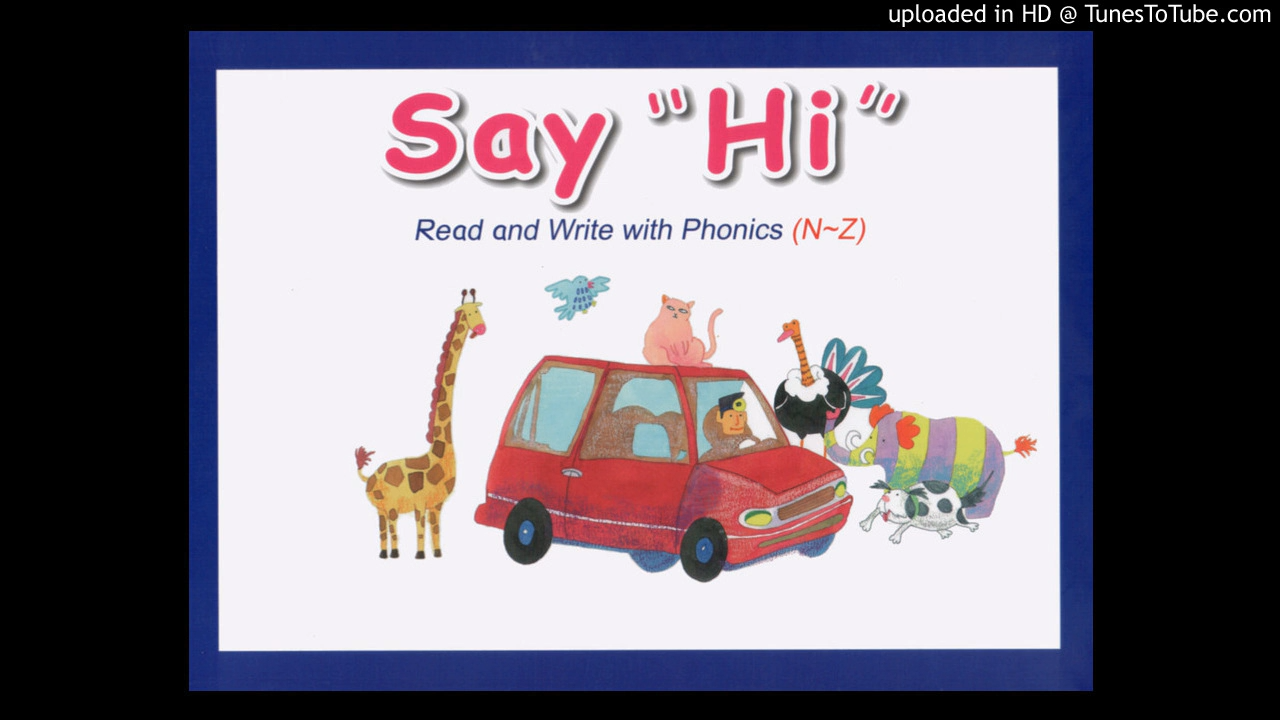 uploaded in HD @ TunesToTube.com
Say "Hi"
Read and Write with Phonics (N~Z)